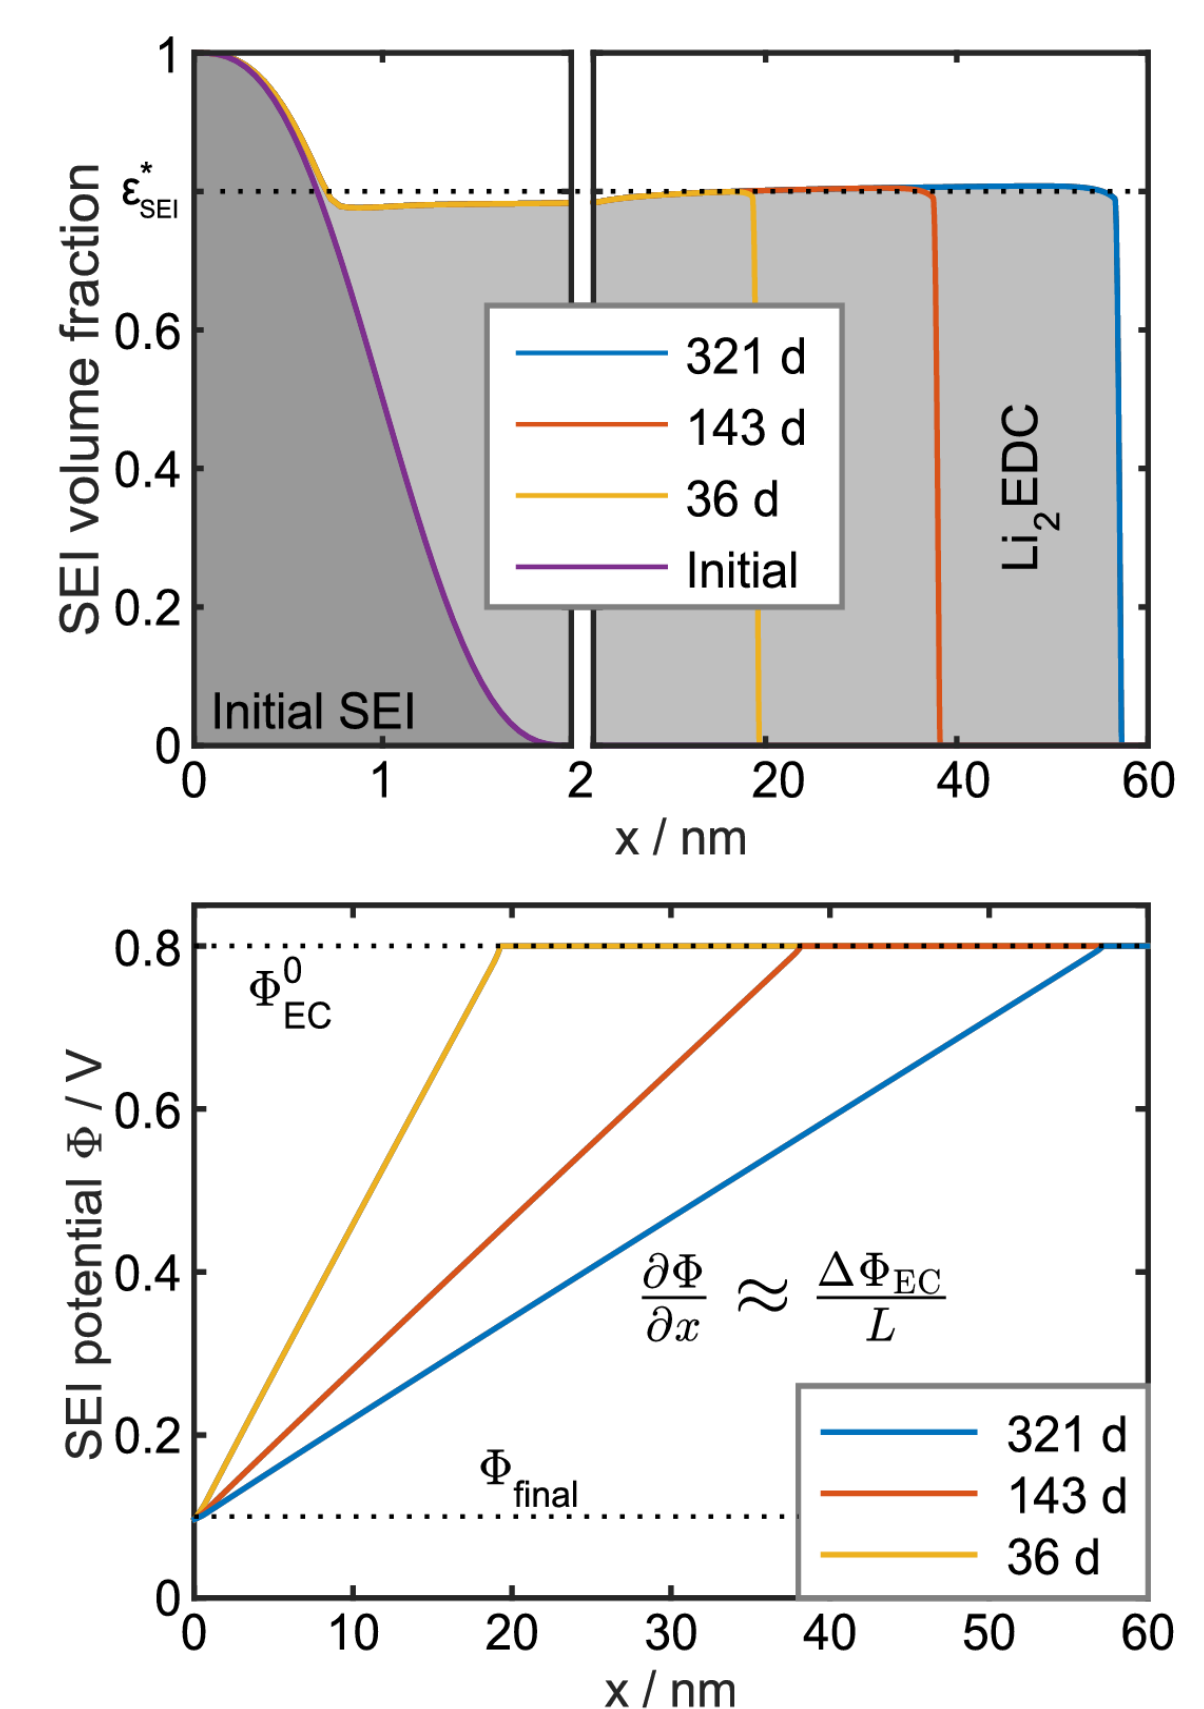 1
ε*SEI
0.6
0.4
0.2
0
SEI volume fraction
321 d
143 d
36 d
Initial
Li2EDC
Initial SEI
0 1 2 20 40 60
x / nm
0.8
0.6
0.4
0.2
0
SEI potential Φ / V
Φ0EC
∂Φ/∂x ≈ ΔΦEC/L
Φfinal
321 d
143 d
36 d
0 10 20 30 40 50 60
x / nm